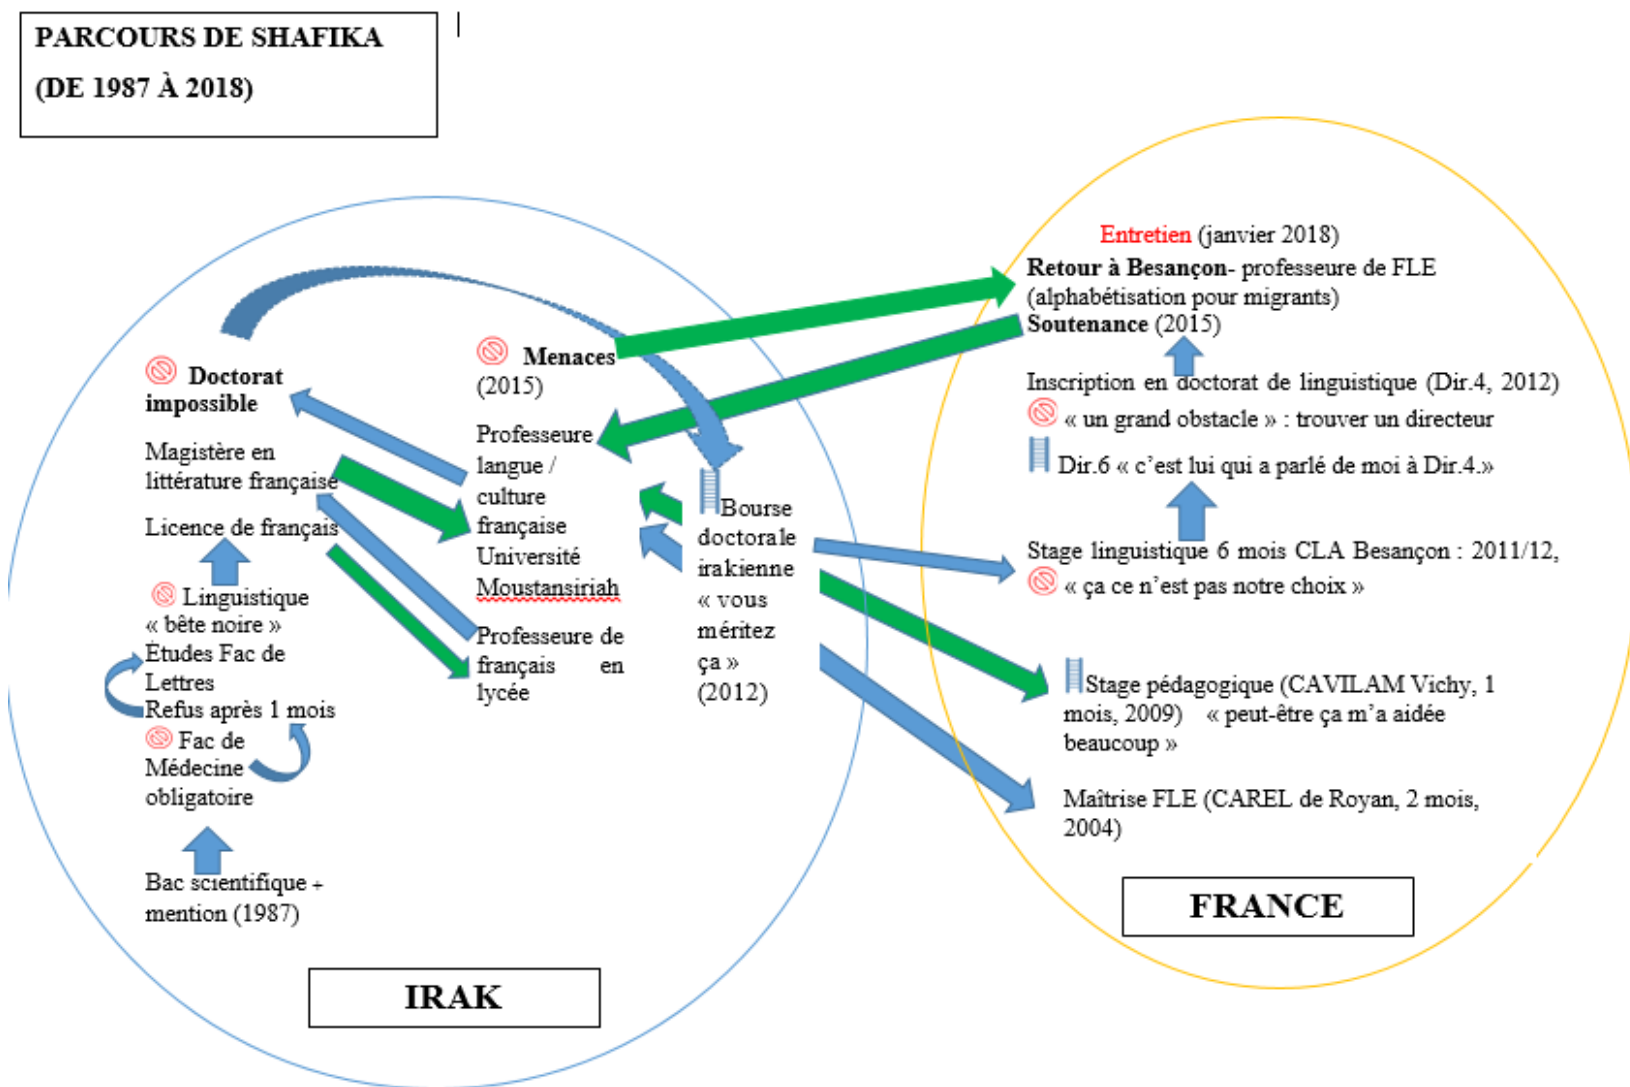 PARCOURS DE SHAFIKA
(DE 1987 À 2018)
Doctorat
impossible
Magistère en
littérature française
Licence de français
Linguistique
« bête noire »
Études Fac de
Lettres
Refus après 1 mois
Fac de
Médecine
obligatoire
Bac scientifique +
mention (1987)
Menaces
(2015)
Professeure
langue /
culture
française
Université
Moustansiriah
Professeure de
français en
lycée
Bourse
doctorale
irakienne
« vous
méritez
ça »
(2012)
IRAK
Entretien (janvier 2018)
Retour à Besançon- professeure de FLE
(alphabétisation pour migrants)
Soutenance (2015)
Inscription en doctorat de linguistique (Dir.4, 2012)
« un grand obstacle » : trouver un directeur
Dir.6 « c’est lui qui a parlé de moi à Dir.4.»
Stage linguistique 6 mois CLA Besançon : 2011/12,
« ça ce n’est pas notre choix »
Stage pédagogique (CAVILAM Vichy, 1
mois, 2009) « peut-être ça m’a aidée
beaucoup »
Maîtrise FLE (CAREL de Royan, 2 mois,
2004)
FRANCE